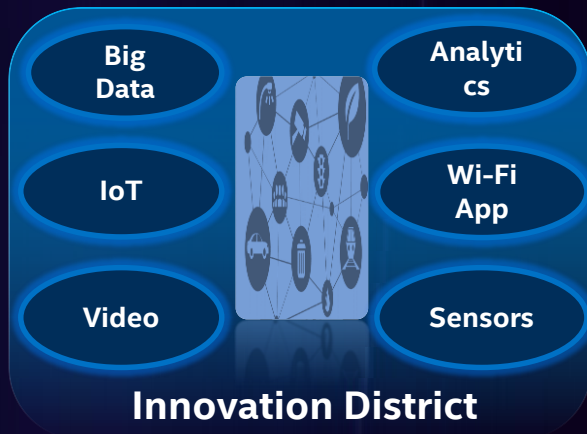 Big
Data
Analyti
cs
IoT
Wi-Fi
App
Video
Sensors
Innovation District